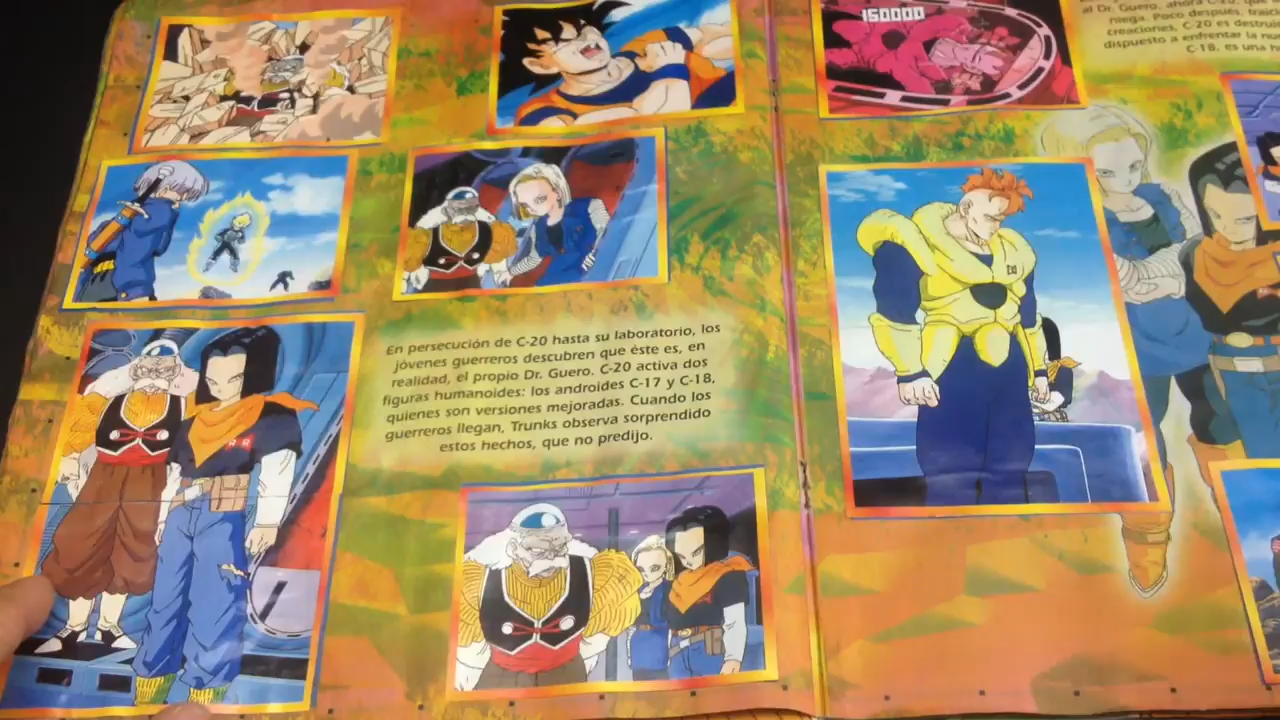 En persecución de C-20 hasta su laboratorio, los
jóvenes guerreros descubren que éste es, en
realidad, el propio Dr. Guero. C-20 activa dos
figuras humanoides: los androides C-17 y C-18,
quienes son versiones mejoradas. Cuando los
guerreros llegan, Trunks observa sorprendido
estos hechos, que no predijo.
150000
al Dr. Guero, ahora C-20, que
niega. Poco después,
creaciones, C-20 es
dispuesto a enfrentar la
C-18, es una
R R